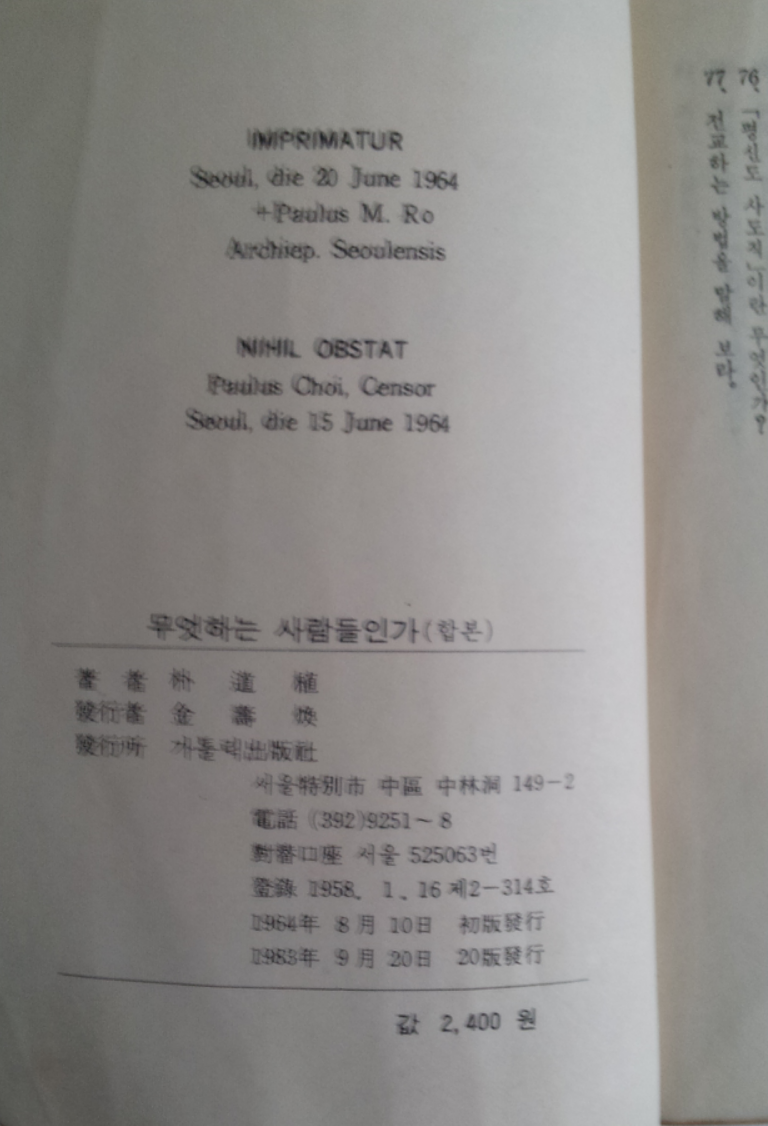 IMPRIMATUR
Seoul, die 20 June 1964
+Paulus M. Ro
Archiep. Seoulensis
NIHIL OBSTAT
Paulus Choi, Censor
Seoul, die 15 June 1964
무엇하는 사람들인가(합본)
著者 朴道植
發行者 金壽煥
發行所 가톨릭出版社
서울特別市 中區 中林洞 149-2
電話 (392)9251~8
對替口座 서울 525063번
登錄 1958. 1. 16 제2-314호
1964年 8月 10日 初版發行
1983年 9月 20日 20版發行
값 2,400 원
76. 「평신도 사도직」이란 무엇인가?
77. 전교하는 방법을 말해 보라.